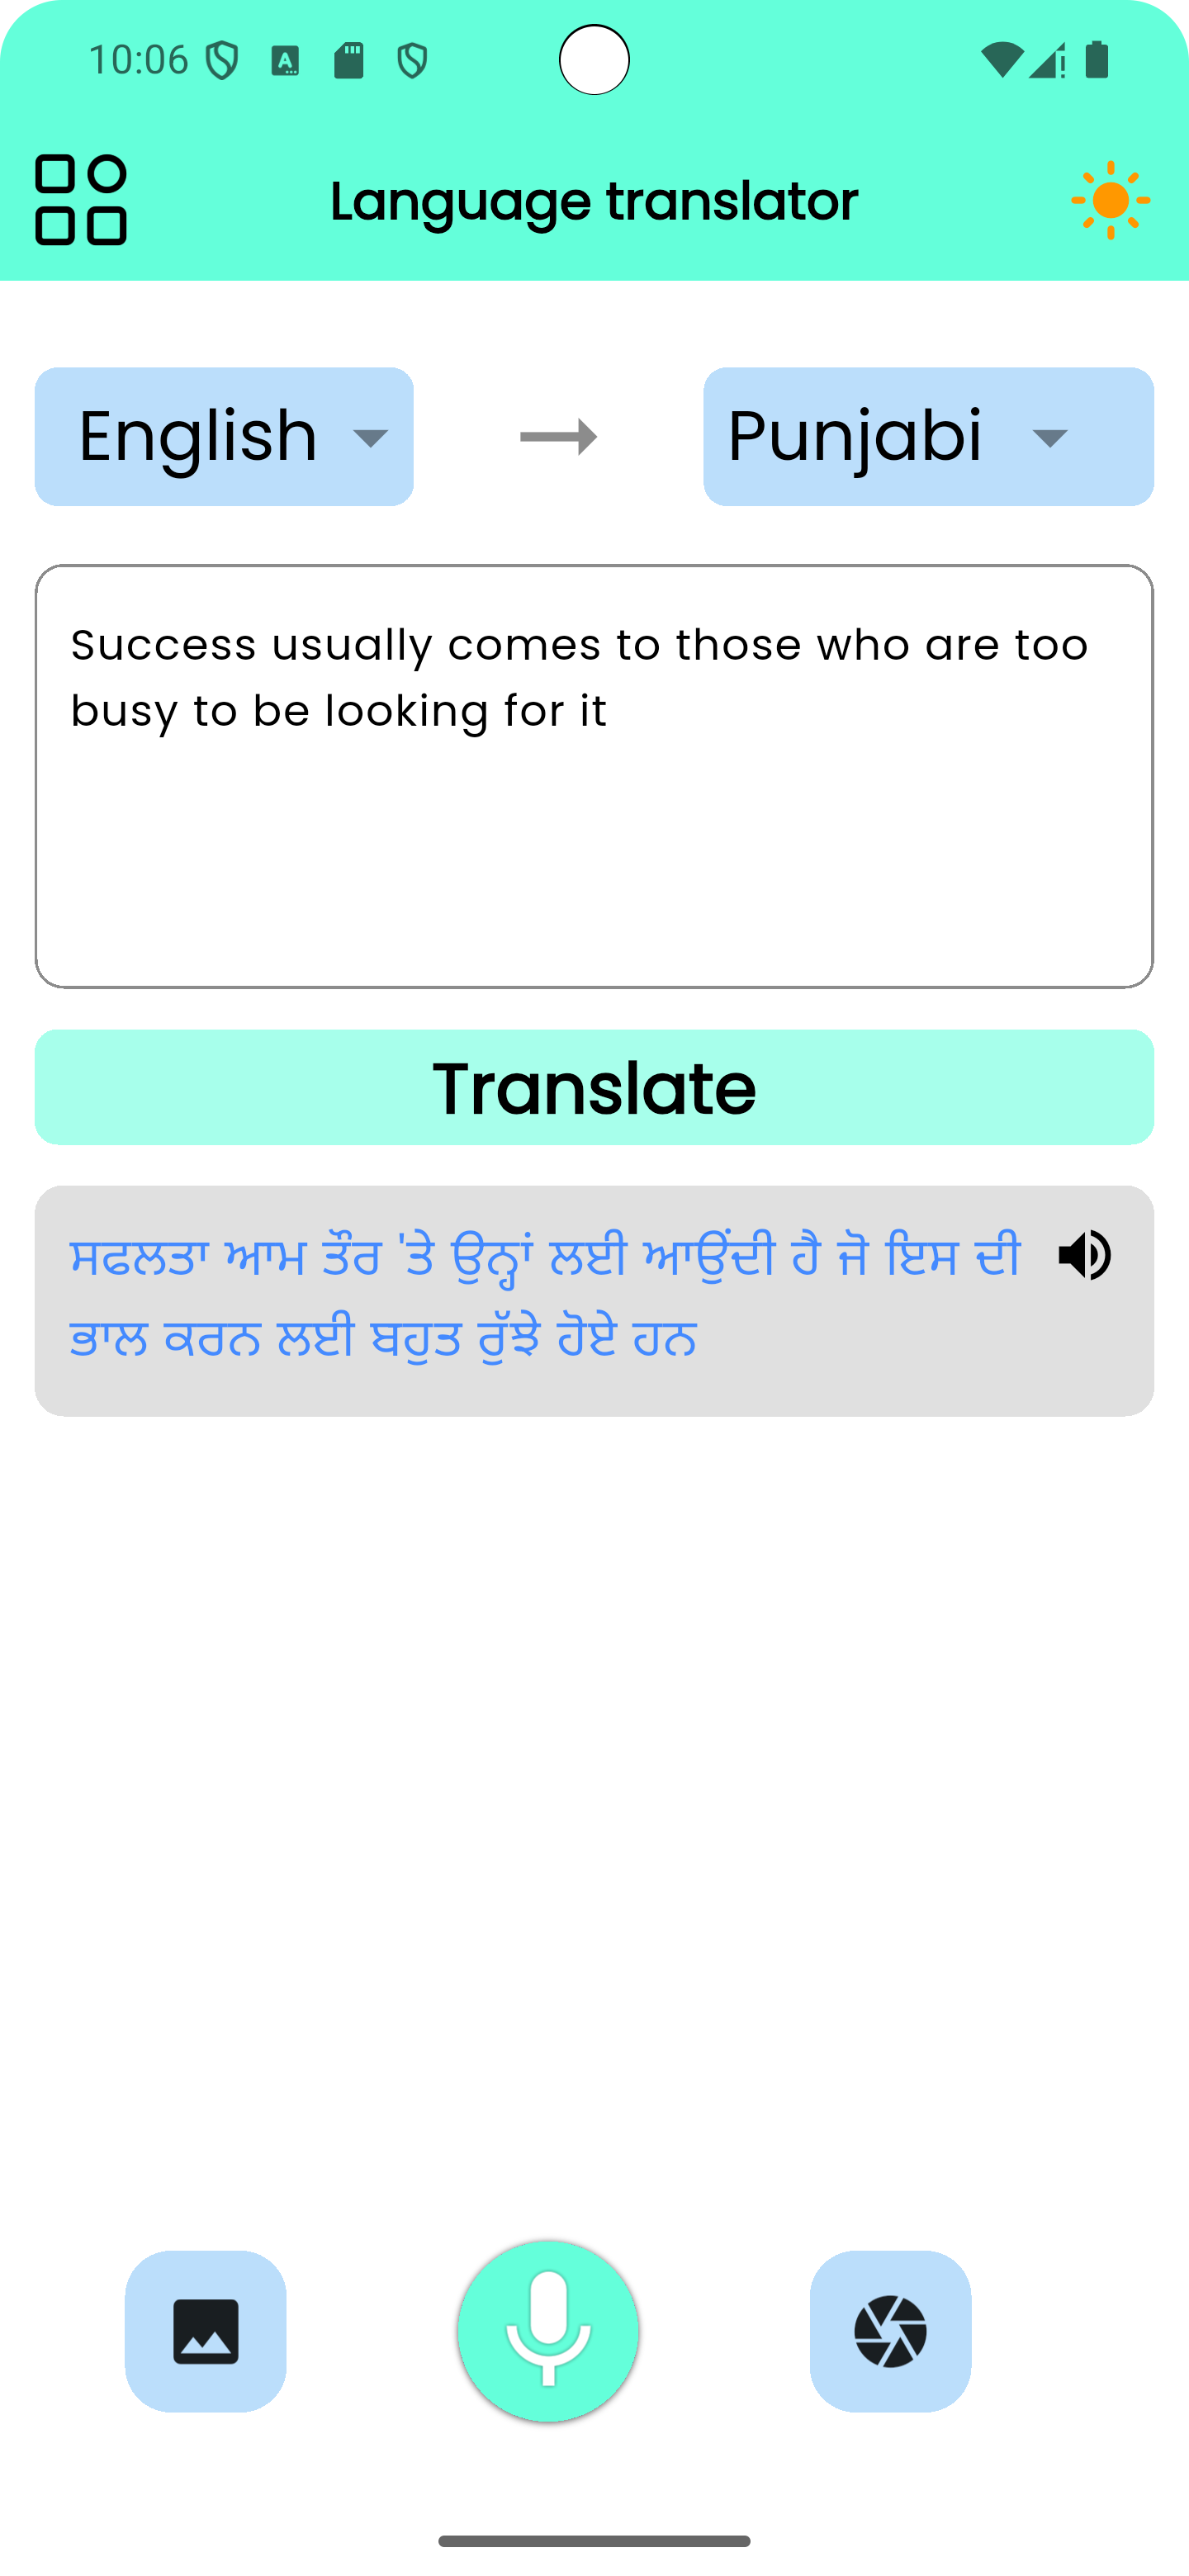 10:06
Language translator
English
Punjabi
Success usually comes to those who are too
busy to be looking for it
Translate
ਸਫਲਤਾ ਆਮ ਤੌਰ 'ਤੇ ਉਨ੍ਹਾਂ ਲਈ ਆਉਂਦੀ ਹੈ ਜੋ ਇਸ ਦੀ
ਭਾਲ ਕਰਨ ਲਈ ਬਹੁਤ ਰੁੱਝੇ ਹੋਏ ਹਨ